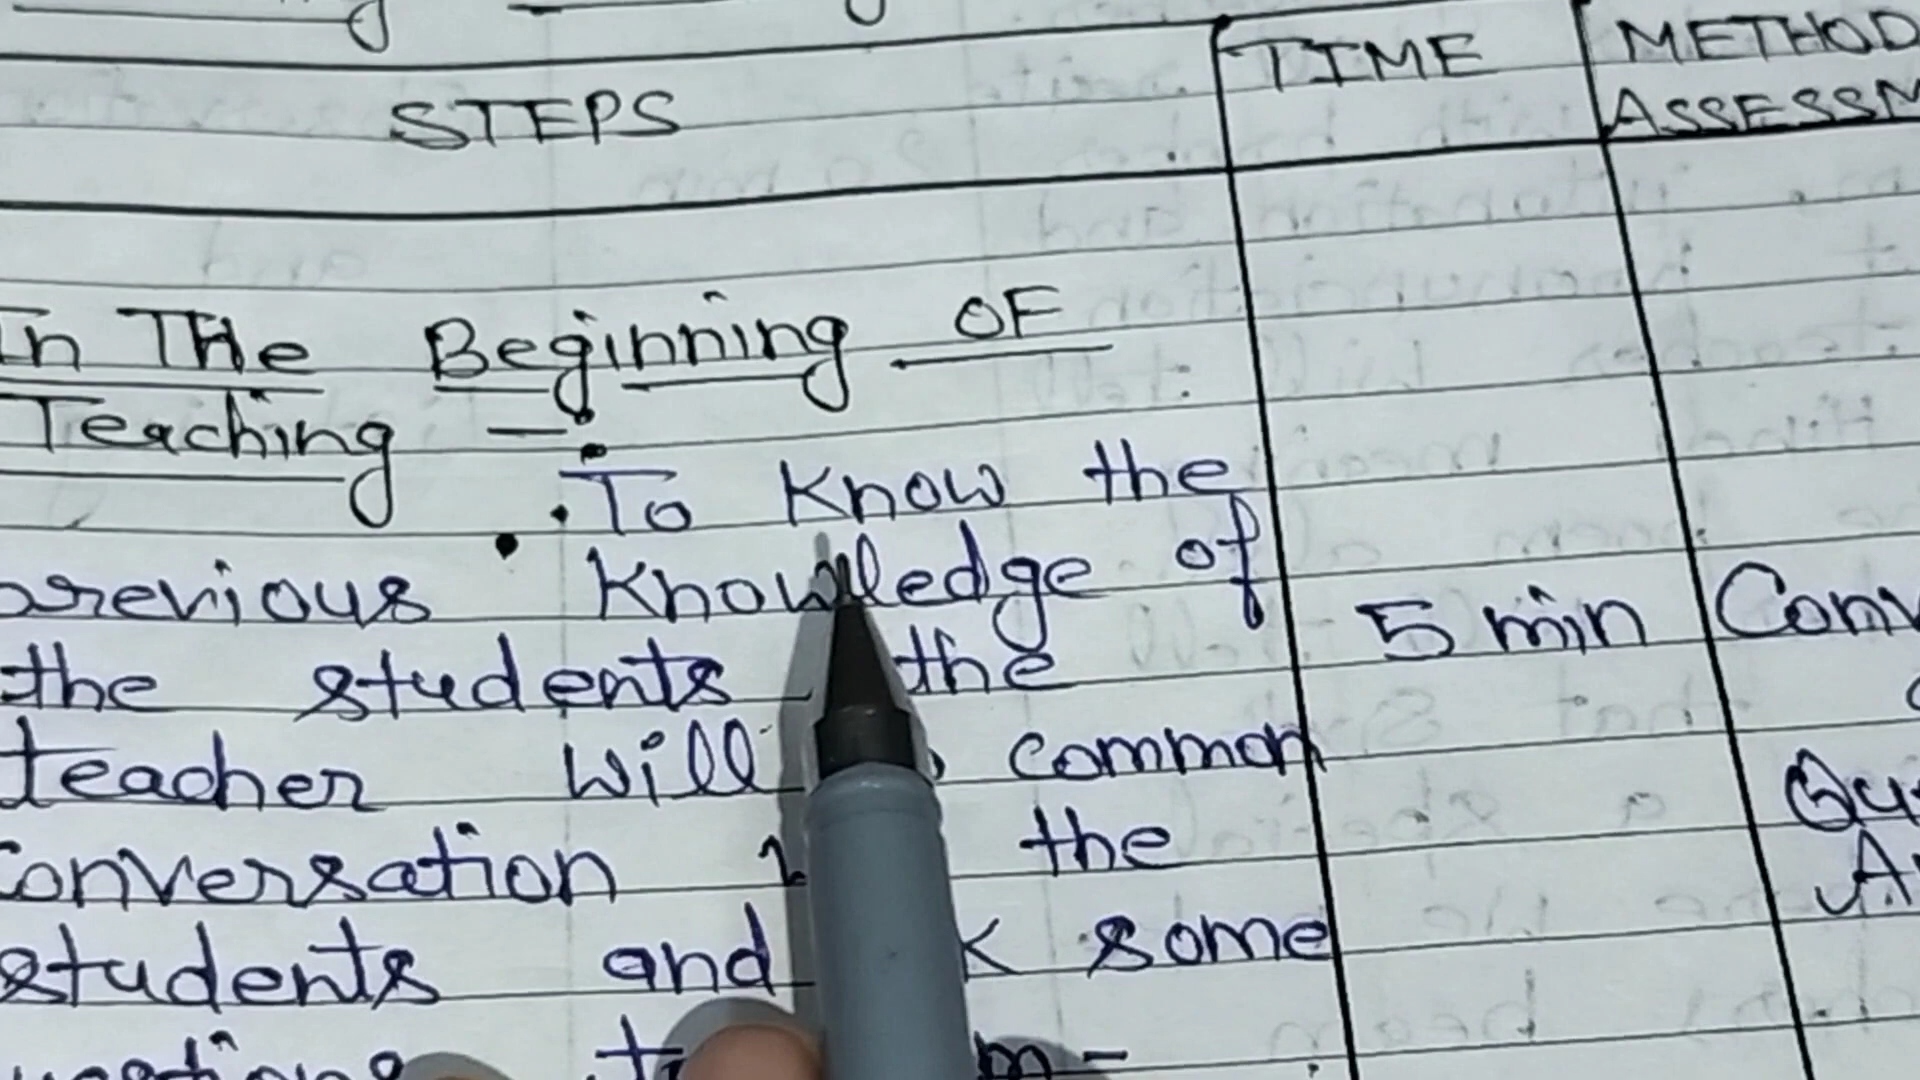 STEPS TIME METHOD
ASSESSM
In THe Beginning OF
Teaching -:
To Know the
previous Knowledge of
the students the 5 min Conv
teacher will common
Conversation the Qu
students and some